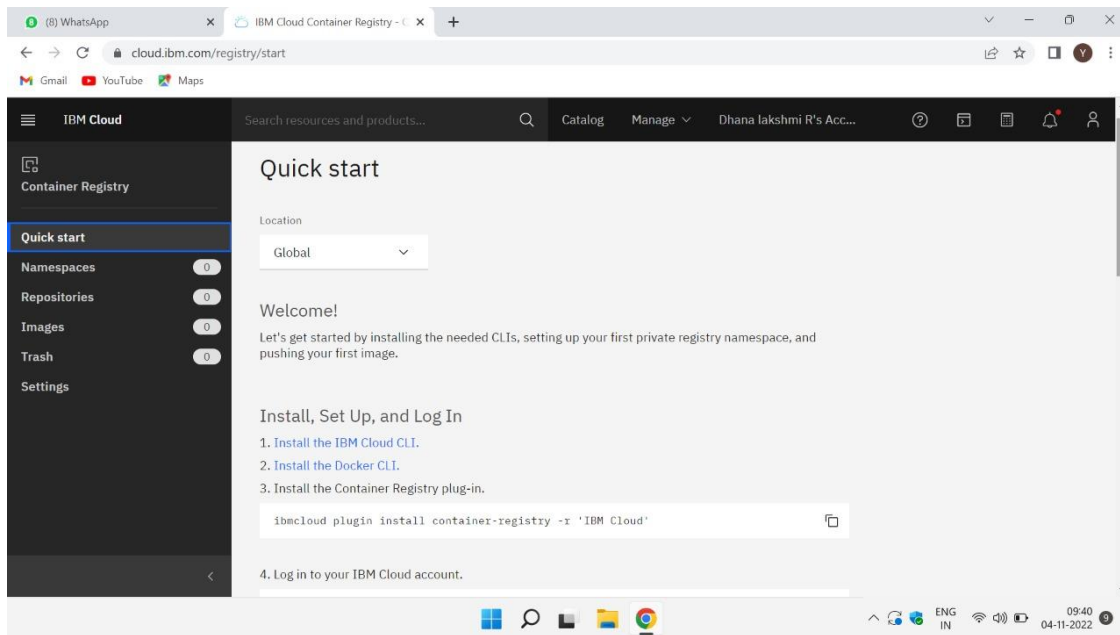 (8) WhatsApp
IBM Cloud Container Registry -
cloud.ibm.com/registry/start
Y
Gmail
YouTube
Maps
IBM Cloud
Search resources and products...
Catalog
Manage
Dhana lakshmi R's Acc...
Container Registry
Quick start
Namespaces 0
Repositories 0
Images 0
Trash 0
Settings
Quick start
Location
Global
Welcome!
Let's get started by installing the needed CLIs, setting up your first private registry namespace, and
pushing your first image.
Install, Set Up, and Log In
1. Install the IBM Cloud CLI.
2. Install the Docker CLI.
3. Install the Container Registry plug-in.
ibmcloud plugin install container-registry -r 'IBM Cloud'
4. Log in to your IBM Cloud account.
ENG
IN
09:40
04-11-2022
9